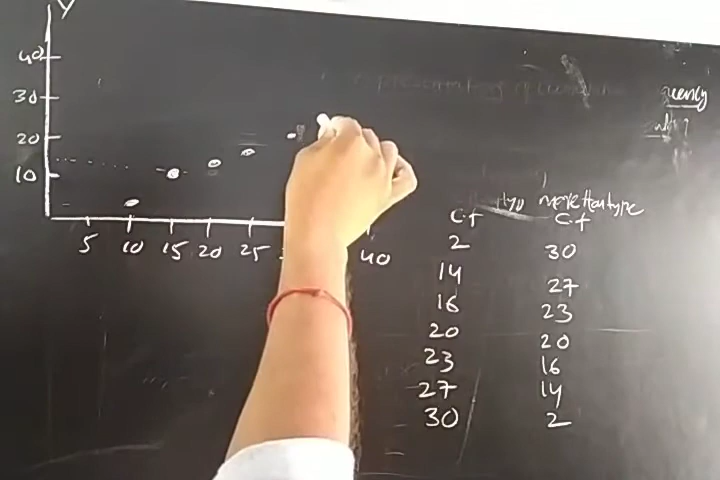 Y
40
30
20
10
5 10 15 20 25 40
more than type
c.f c.f
2 30
14 27
16 23
20 20
23 16
27 14
30 2